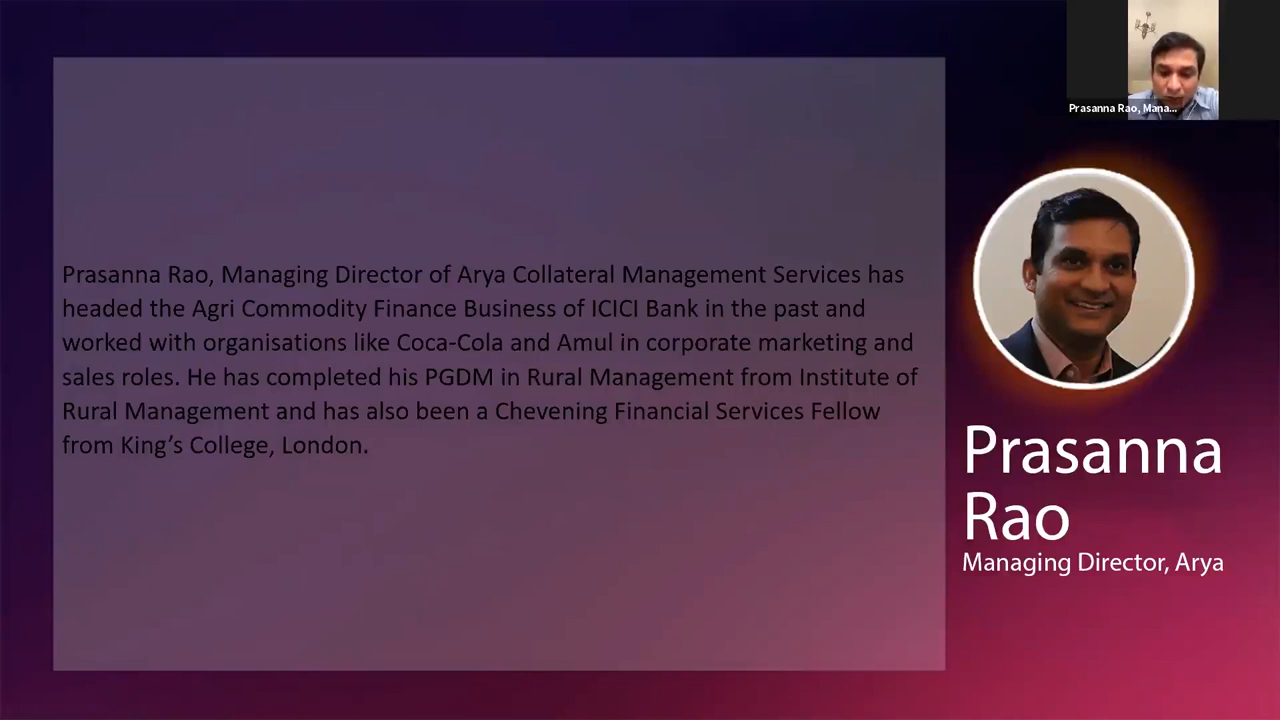 Prasanna Rao, Mana...
Prasanna Rao, Managing Director of Arya Collateral Management Services has
headed the Agri Commodity Finance Business of ICICI Bank in the past and
worked with organisations like Coca-Cola and Amul in corporate marketing and
sales roles. He has completed his PGDM in Rural Management from Institute of
Rural Management and has also been a Chevening Financial Services Fellow
from King’s College, London.
Prasanna
Rao
Managing Director, Arya